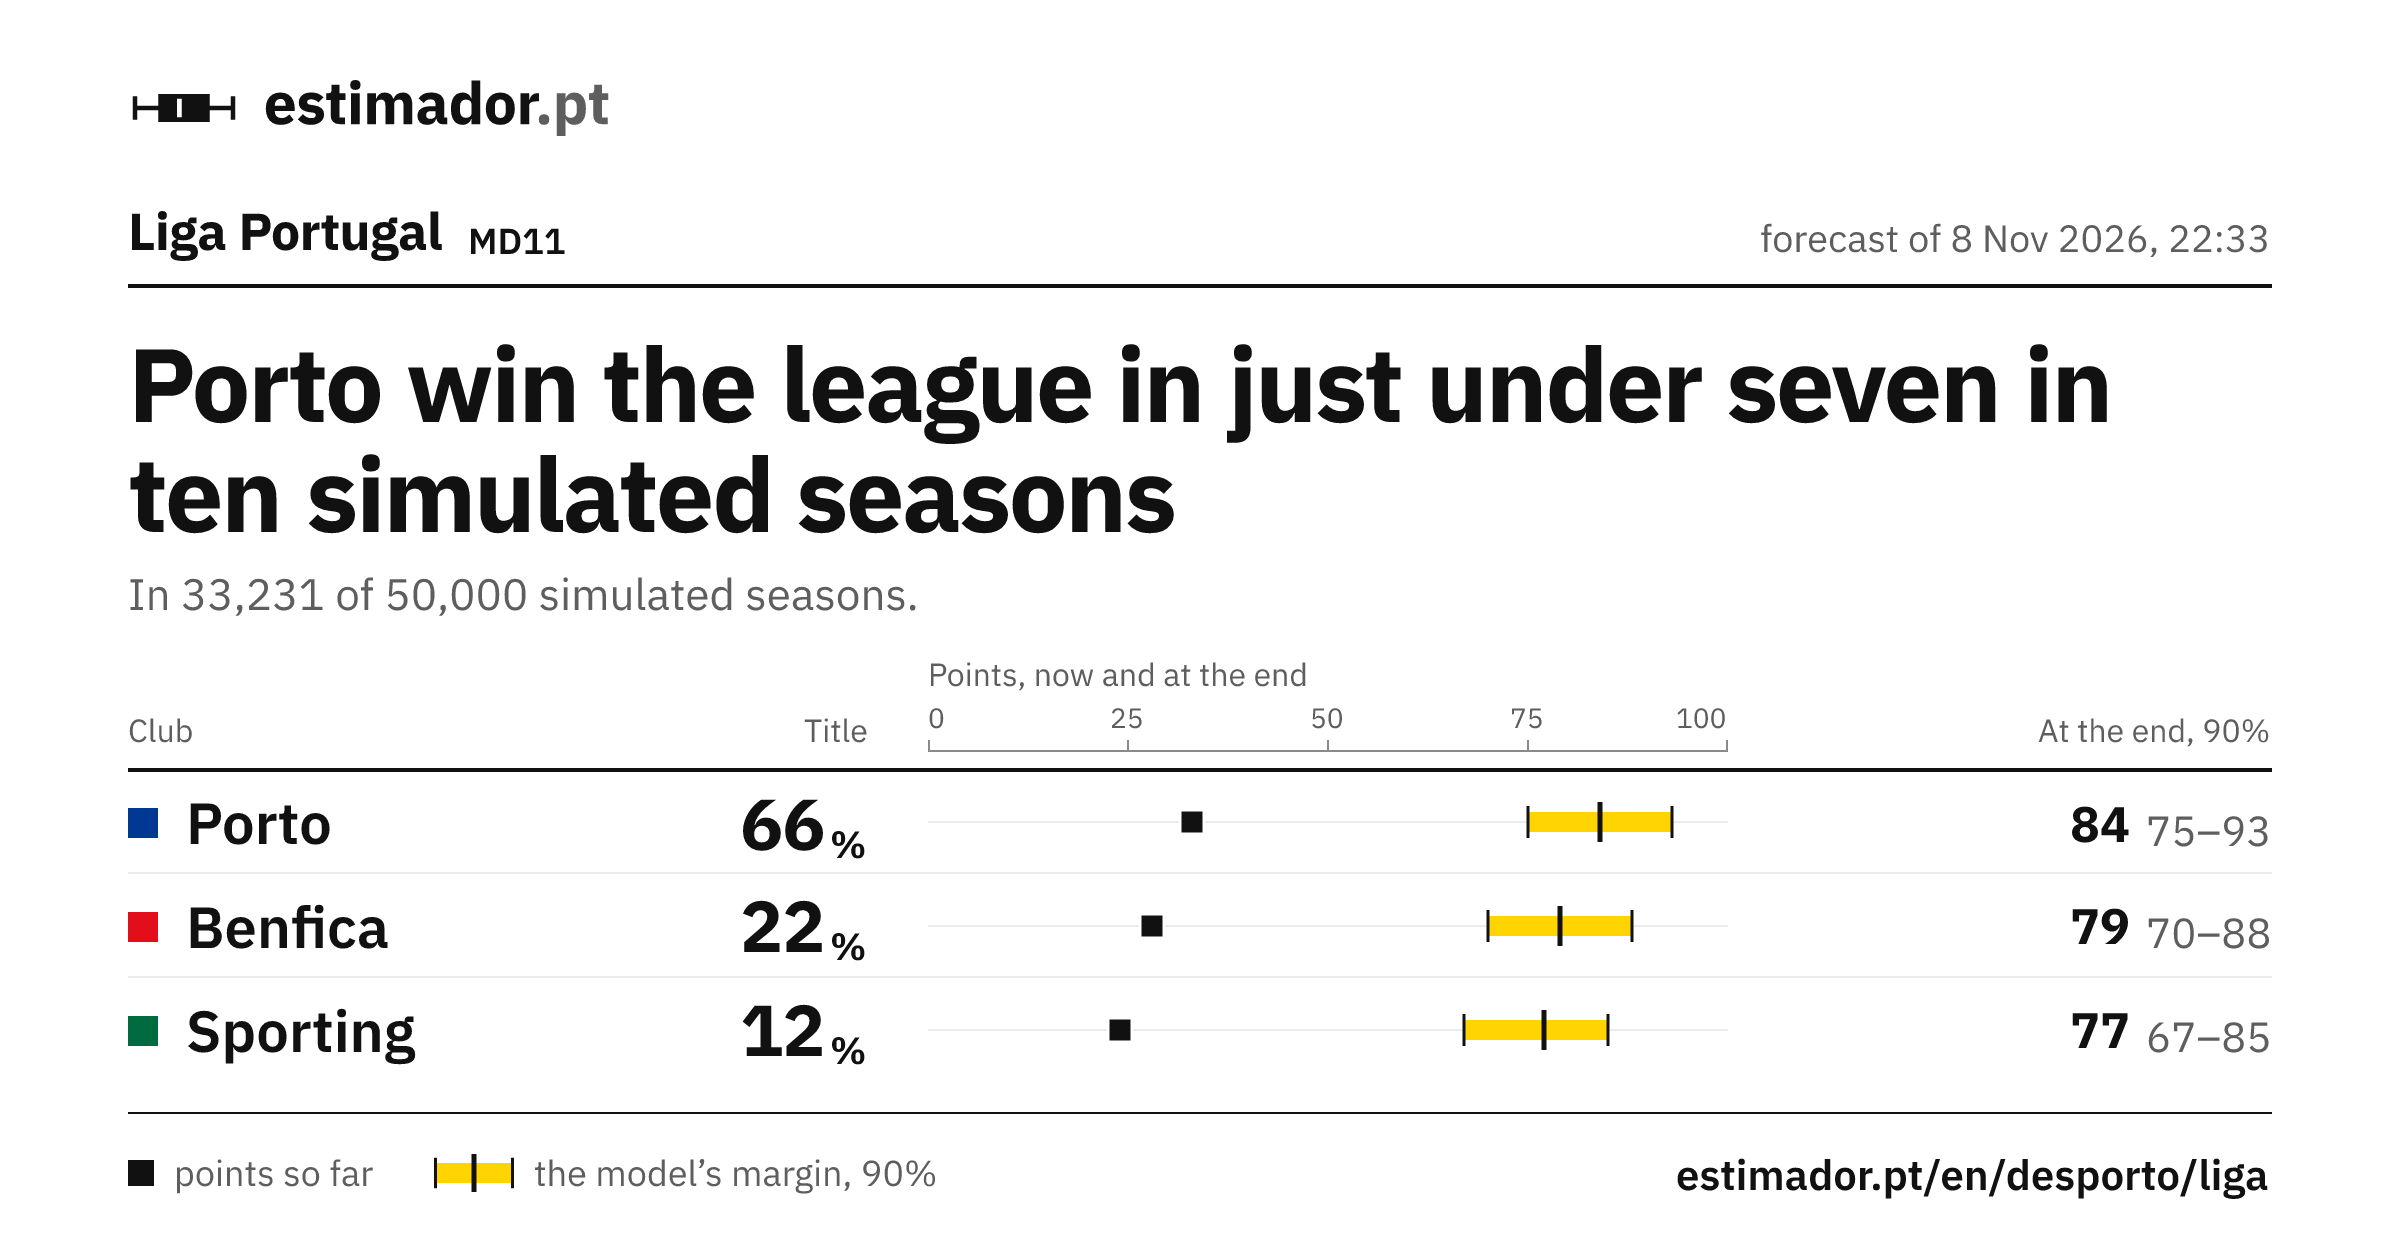 estimador.pt
Liga Portugal MD11
forecast of 8 Nov 2026, 22:33
Porto win the league in just under seven in
ten simulated seasons
In 33,231 of 50,000 simulated seasons.
Points, now and at the end
Club Title 0 25 50 75 100 At the end, 90%
Porto 66% 84 75–93
Benfica 22% 79 70–88
Sporting 12% 77 67–85
points so far the model’s margin, 90% estimador.pt/en/desporto/liga